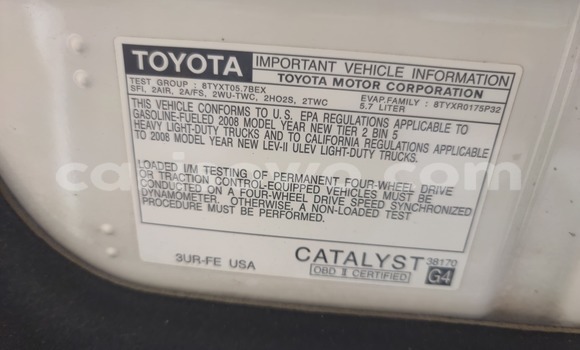 TOYOTA IMPORTANT VEHICLE INFORMATION
TOYOTA MOTOR CORPORATION
TEST GROUP : 8TYXT05.7BEX EVAP.FAMILY : 8TYXR0175P32
SFI, 2AIR, 2A/FS, 2WU-TWC, 2HO2S, 2TWC 5.7 LITER
THIS VEHICLE CONFORMS TO U.S. EPA REGULATIONS APPLICABLE TO
GASOLINE-FUELED 2008 MODEL YEAR NEW TIER 2 BIN 5
HEAVY LIGHT-DUTY TRUCKS AND TO CALIFORNIA REGULATIONS APPLICABLE
TO 2008 MODEL YEAR NEW LEV-II ULEV LIGHT-DUTY TRUCKS.
LOADED I/M TESTING OF PERMANENT FOUR-WHEEL DRIVE
OR TRACTION CONTROL-EQUIPPED VEHICLES MUST BE
CONDUCTED ON A FOUR-WHEEL DRIVE SPEED SYNCHRONIZED
DYNAMOMETER. OTHERWISE, A NON-LOADED TEST
PROCEDURE MUST BE PERFORMED.
3UR-FE USA CATALYST 38170
OBD II CERTIFIED G4